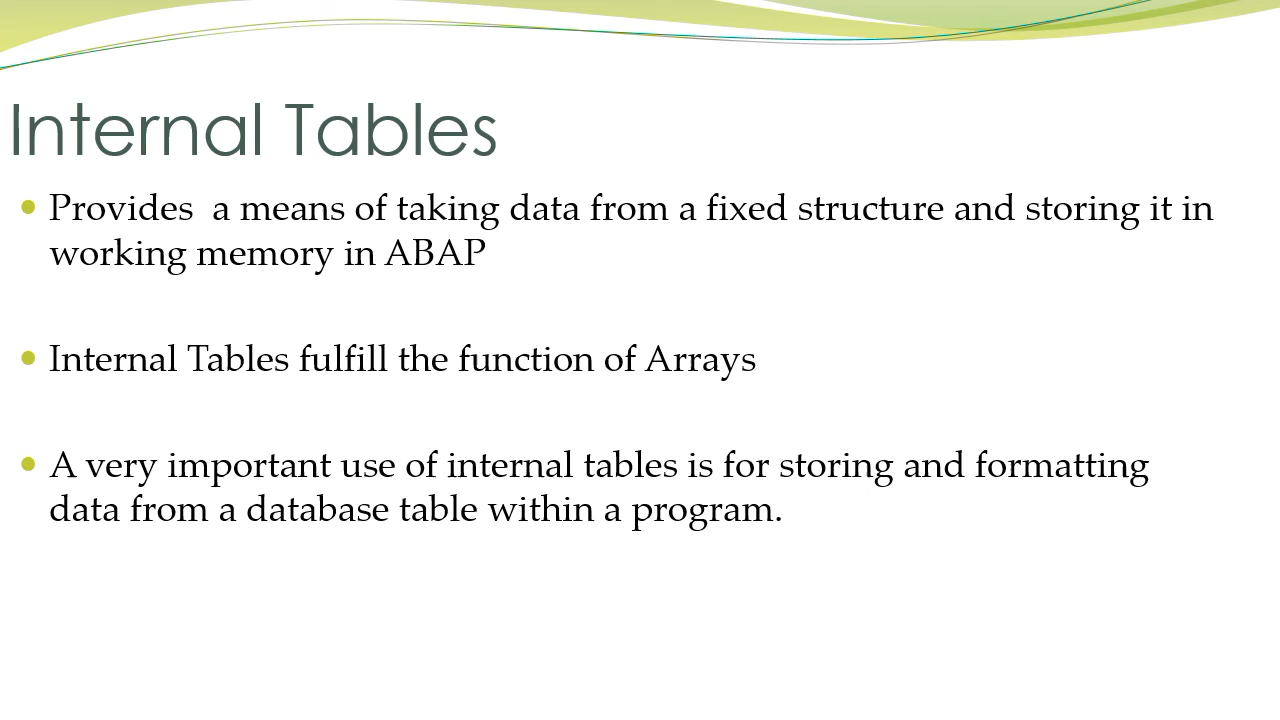 Internal Tables
• Provides  a means of taking data from a fixed structure and storing it in
working memory in ABAP
• Internal Tables fulfill the function of Arrays
• A very important use of internal tables is for storing and formatting
data from a database table within a program.